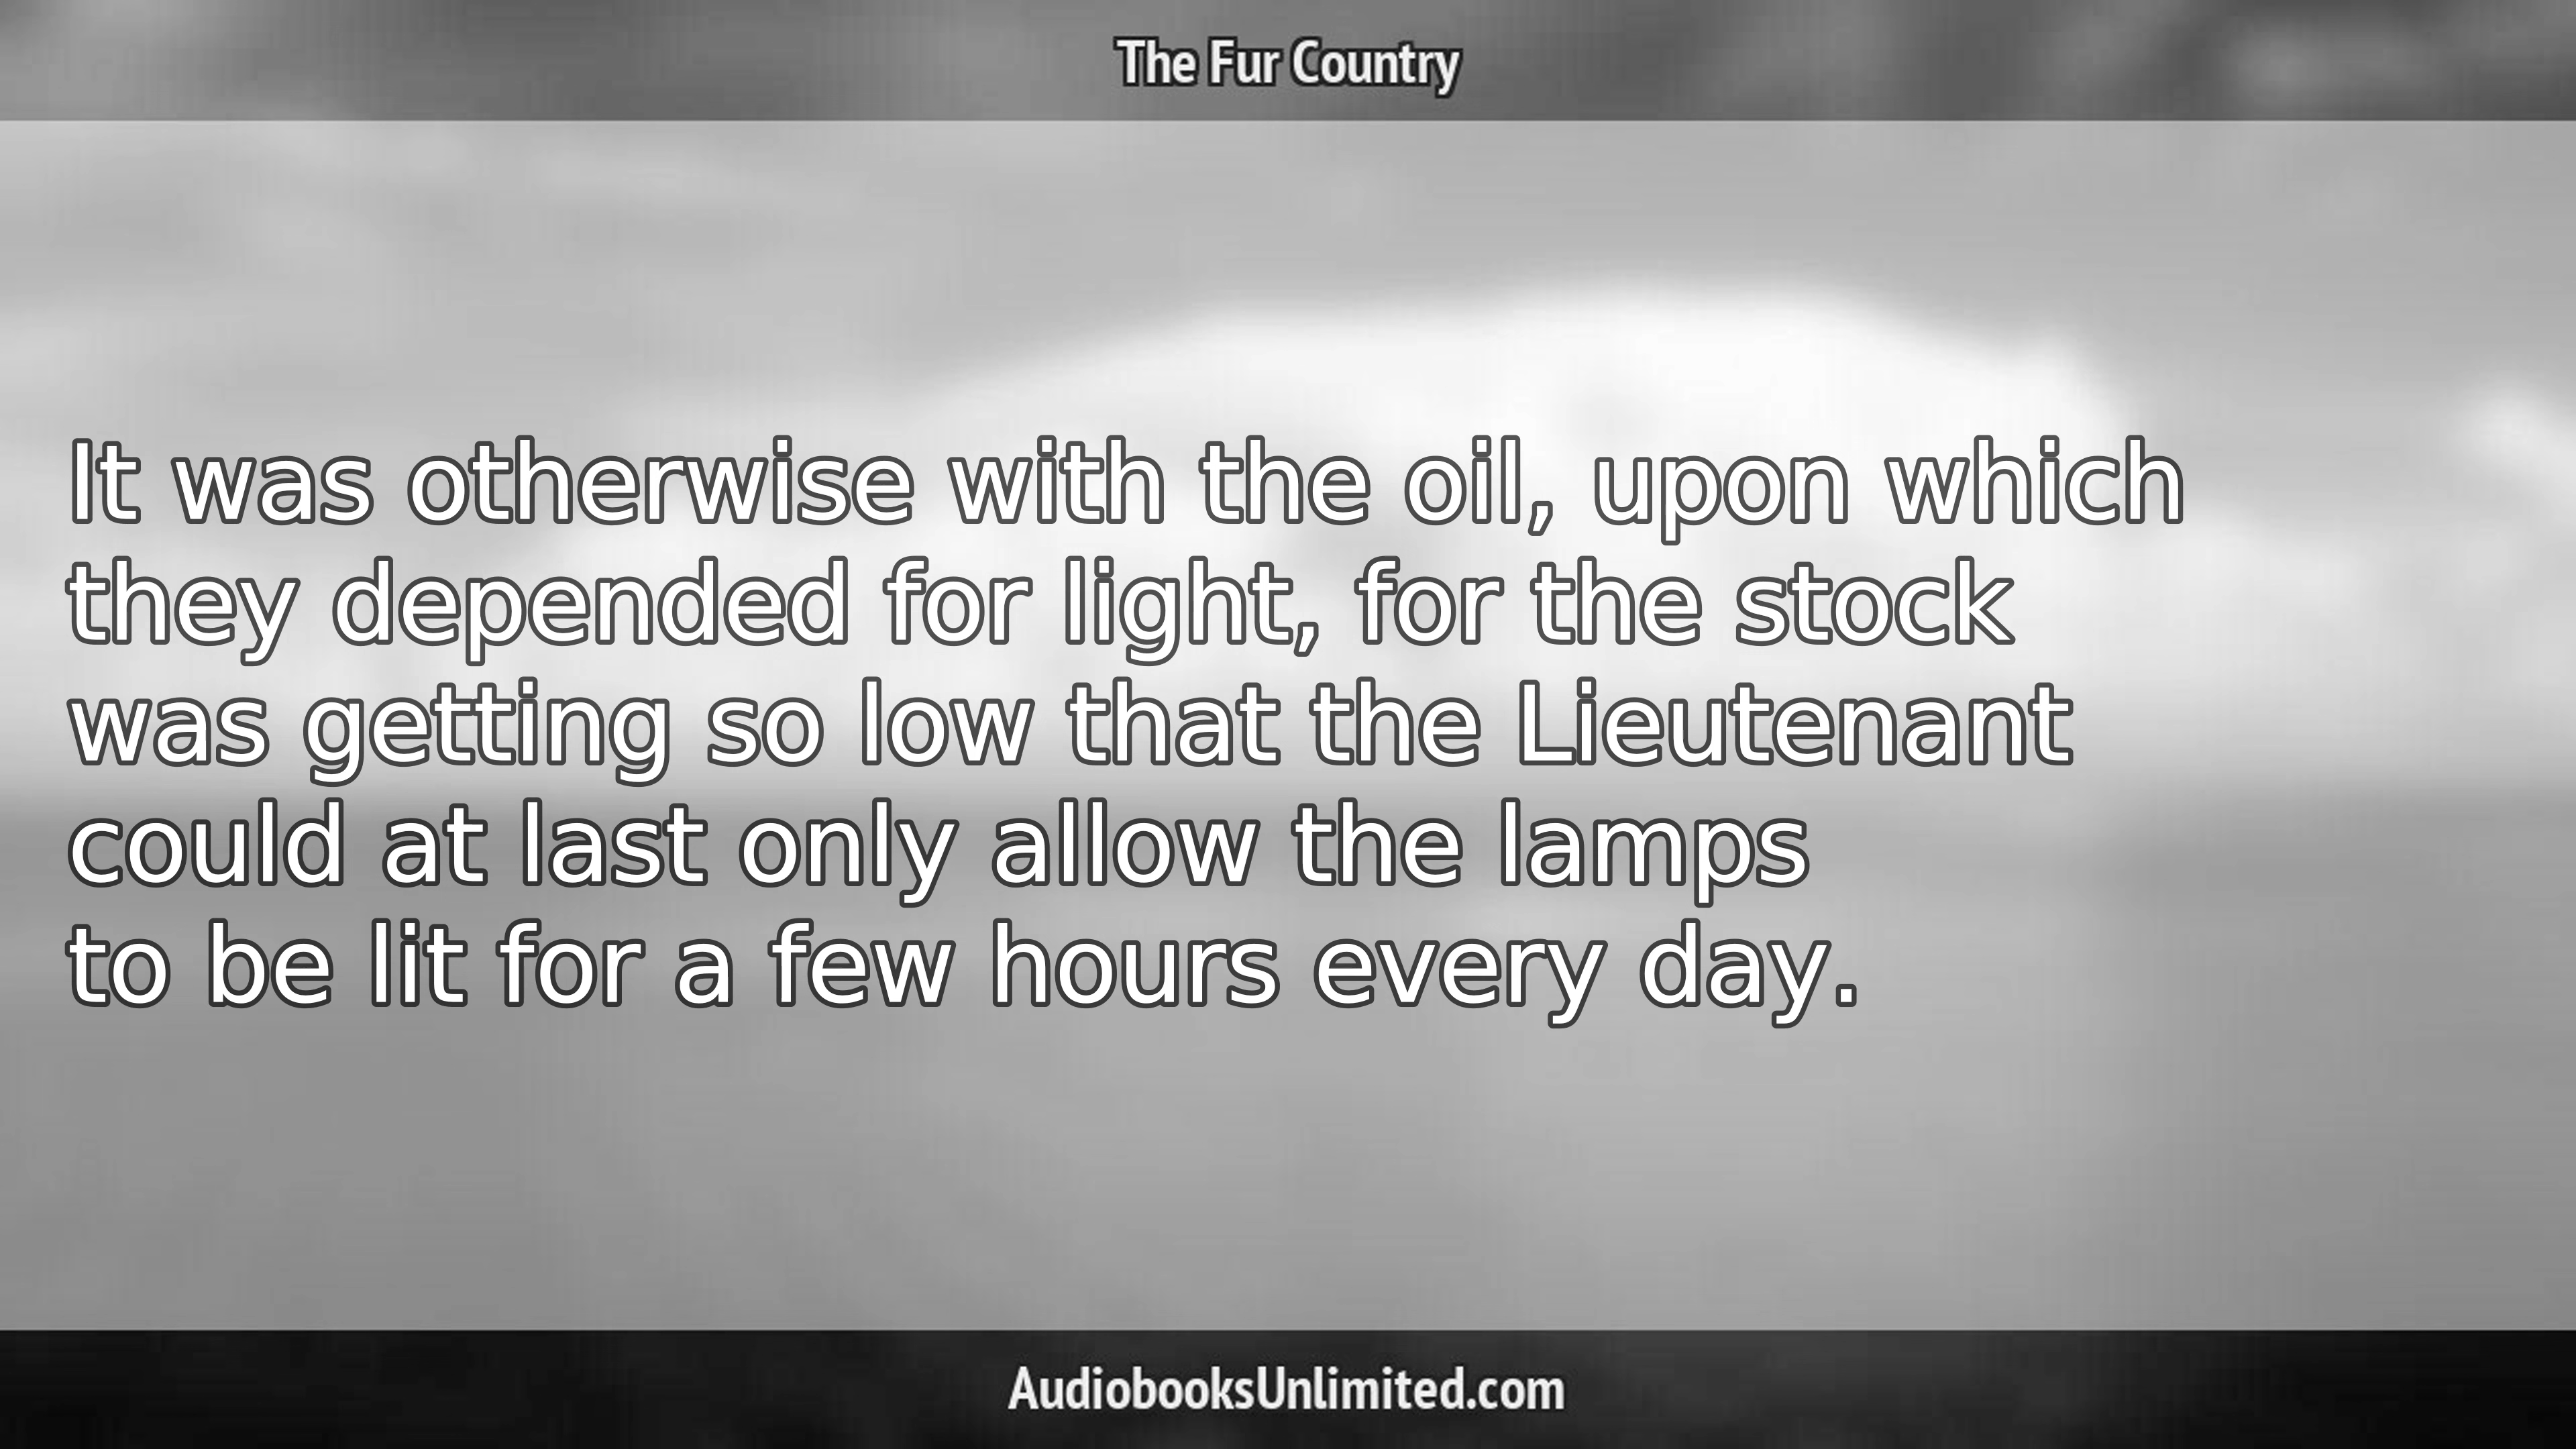 The Fur Country
It was otherwise with the oil, upon which
they depended for light, for the stock
was getting so low that the Lieutenant
could at last only allow the lamps
to be lit for a few hours every day.
AudiobooksUnlimited.com